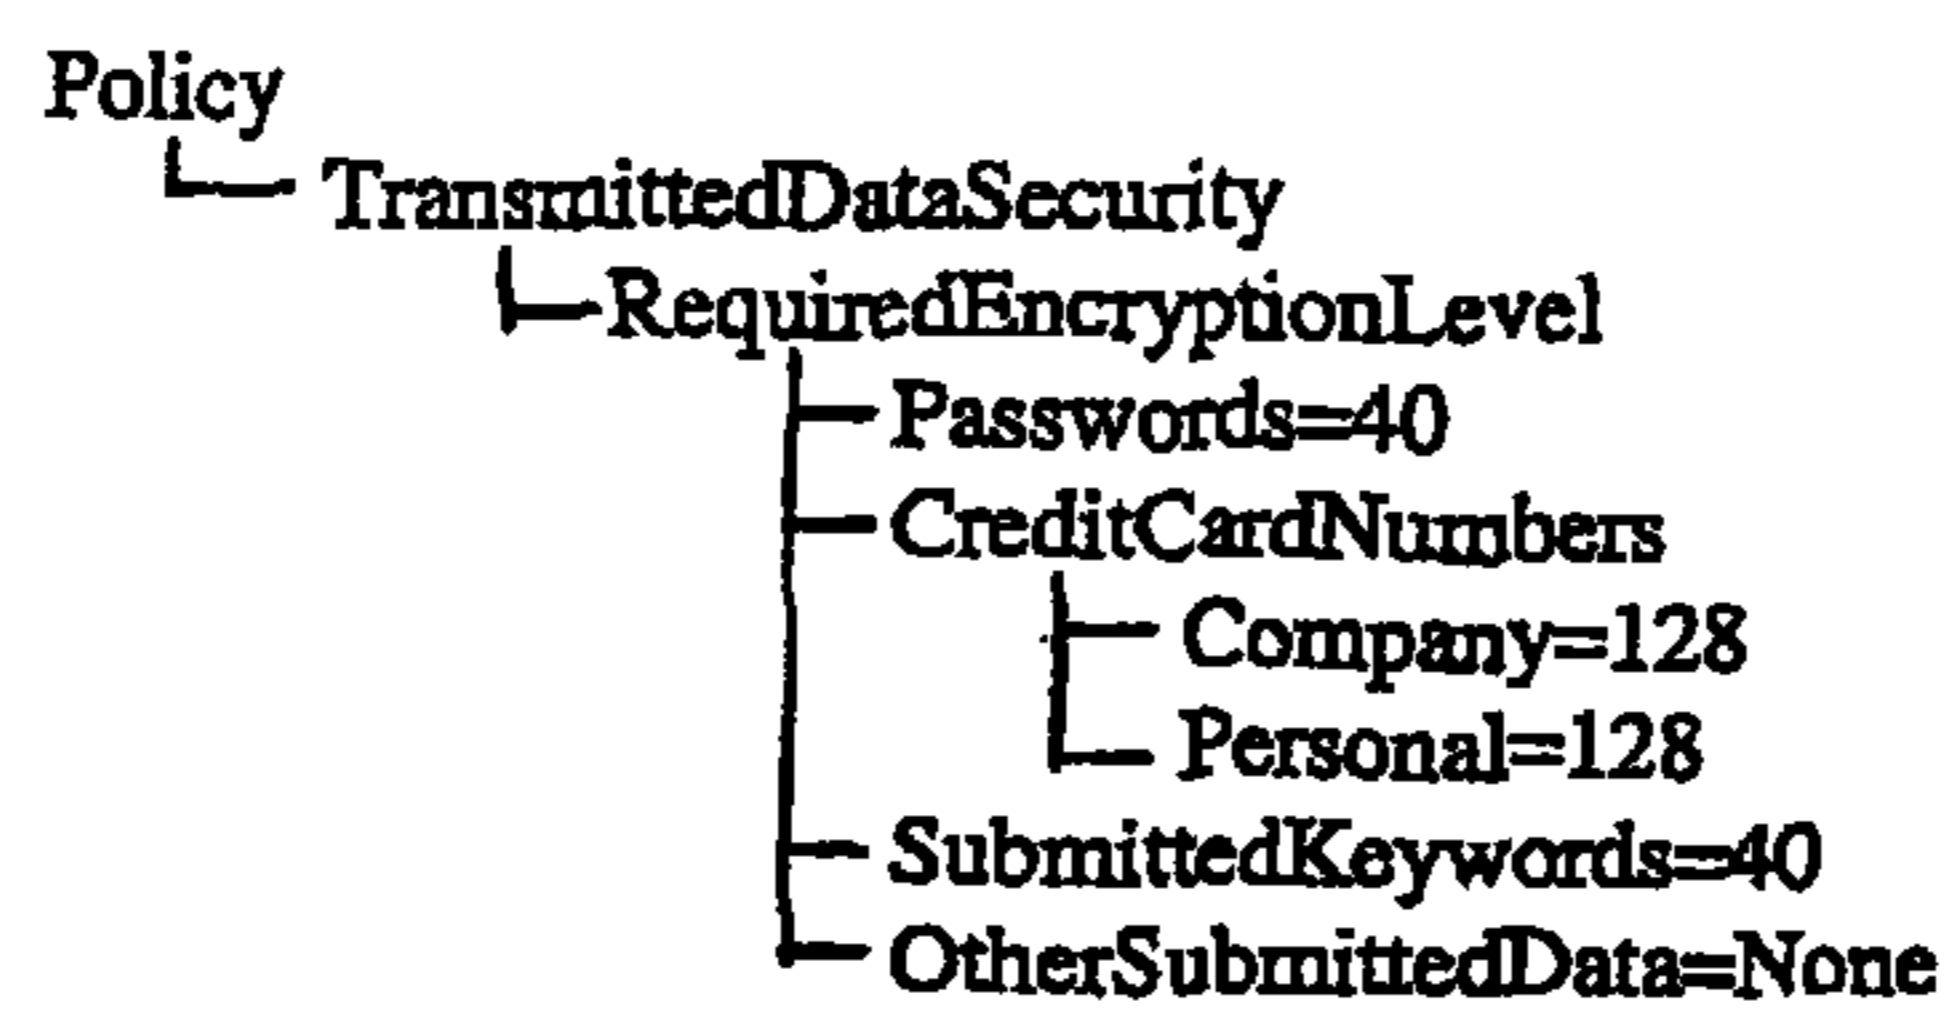 Policy
TransmittedDataSecurity
RequiredEncryptionLevel
Passwords=40
CreditCardNumbers
Company=128
Personal=128
SubmittedKeywords=40
OtherSubmittedData=None